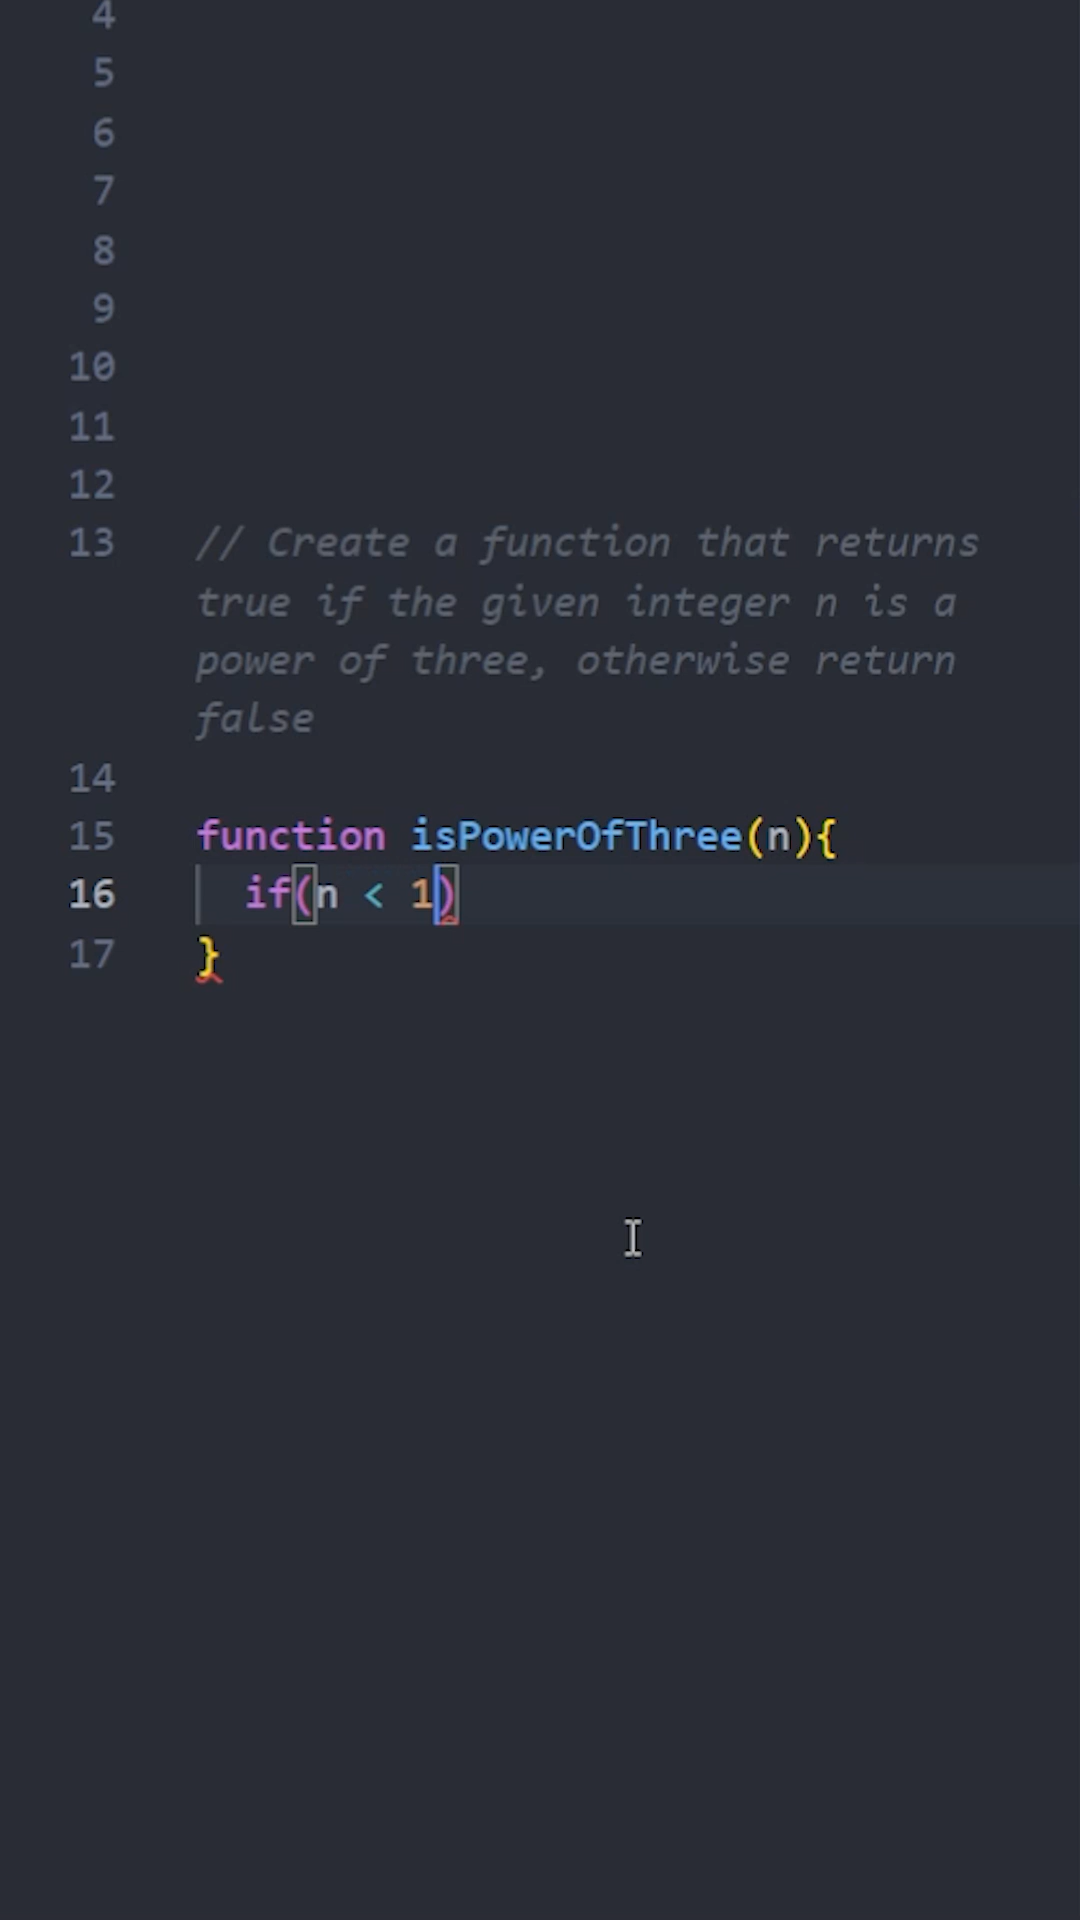 4
5
6
7
8
9
10
11
12
13 // Create a function that returns
true if the given integer n is a
power of three, otherwise return
false
14
15 function isPowerOfThree(n){
16 if(n < 1)
17 }